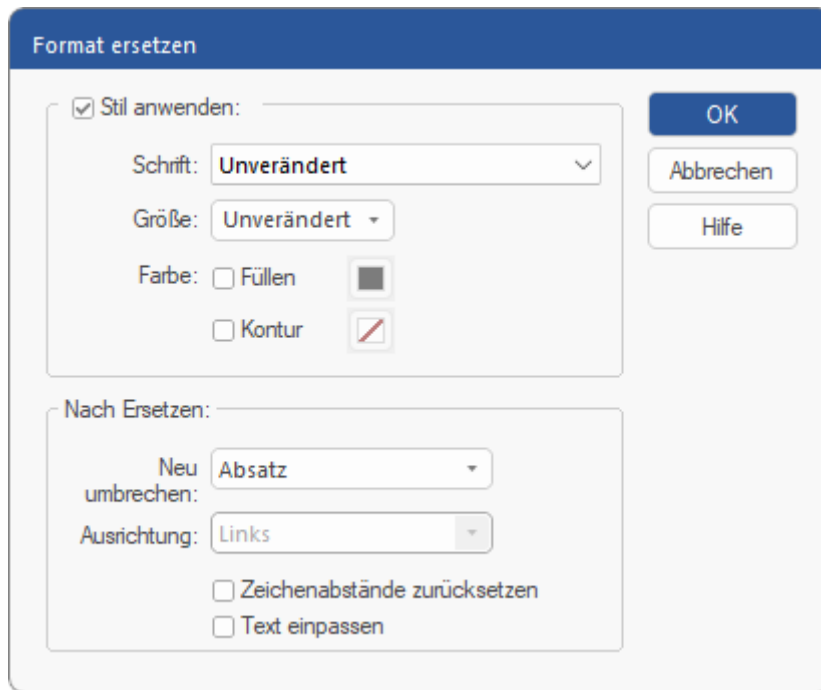 Format ersetzen
Stil anwenden:
OK
Schrift: Unverändert
Abbrechen
Größe: Unverändert
Hilfe
Farbe: Füllen
Kontur
Nach Ersetzen:
Neu
umbrechen: Absatz
Ausrichtung: Links
Zeichenabstände zurücksetzen
Text einpassen